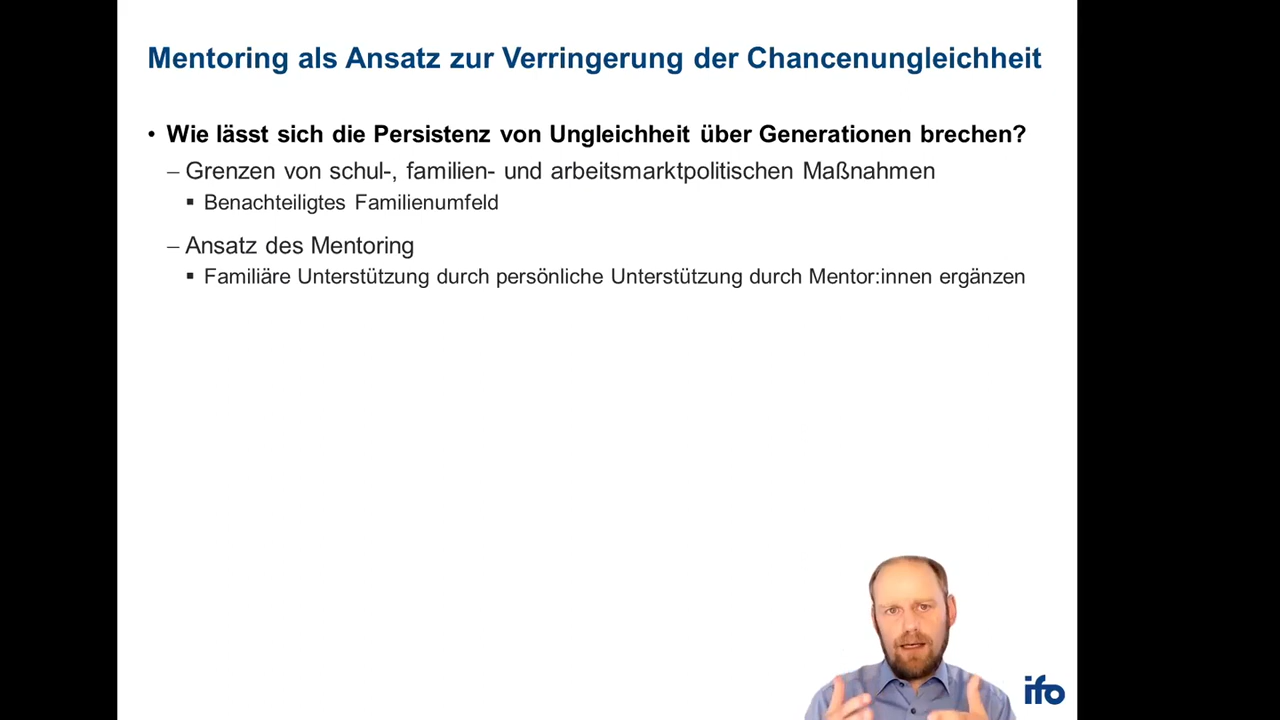 Mentoring als Ansatz zur Verringerung der Chancenungleichheit
• Wie lässt sich die Persistenz von Ungleichheit über Generationen brechen?
– Grenzen von schul-, familien- und arbeitsmarktpolitischen Maßnahmen
▪ Benachteiligtes Familienumfeld
– Ansatz des Mentoring
▪ Familiäre Unterstützung durch persönliche Unterstützung durch Mentor:innen ergänzen
ifo